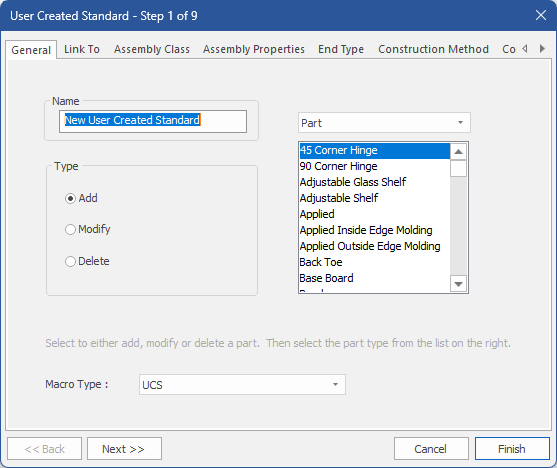 User Created Standard - Step 1 of 9
General Link To Assembly Class Assembly Properties End Type Construction Method Co
Name
New User Created Standard
Part
Type
Add
Modify
Delete
45 Corner Hinge
90 Corner Hinge
Adjustable Glass Shelf
Adjustable Shelf
Applied
Applied Inside Edge Molding
Applied Outside Edge Molding
Back Toe
Base Board
Select to either add, modify or delete a part. Then select the part type from the list on the right.
Macro Type : UCS
<< Back Next >> Cancel Finish